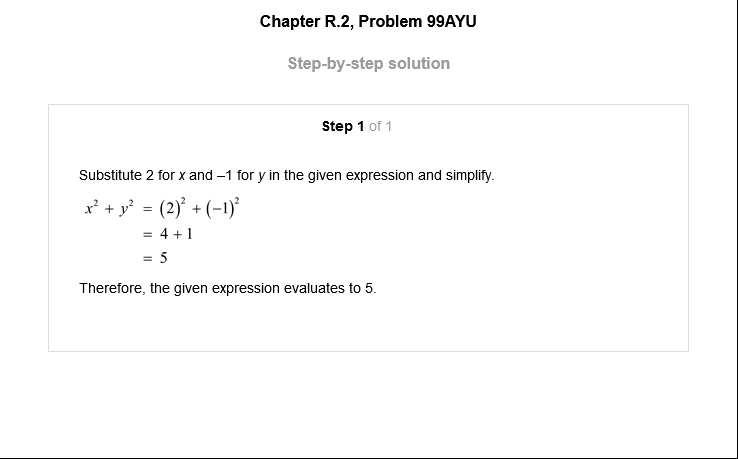 Chapter R.2, Problem 99AYU
Step-by-step solution
Step 1 of 1
Substitute 2 for x and –1 for y in the given expression and simplify.
x² + y² = (2)² + (−1)²
= 4 + 1
= 5
Therefore, the given expression evaluates to 5.